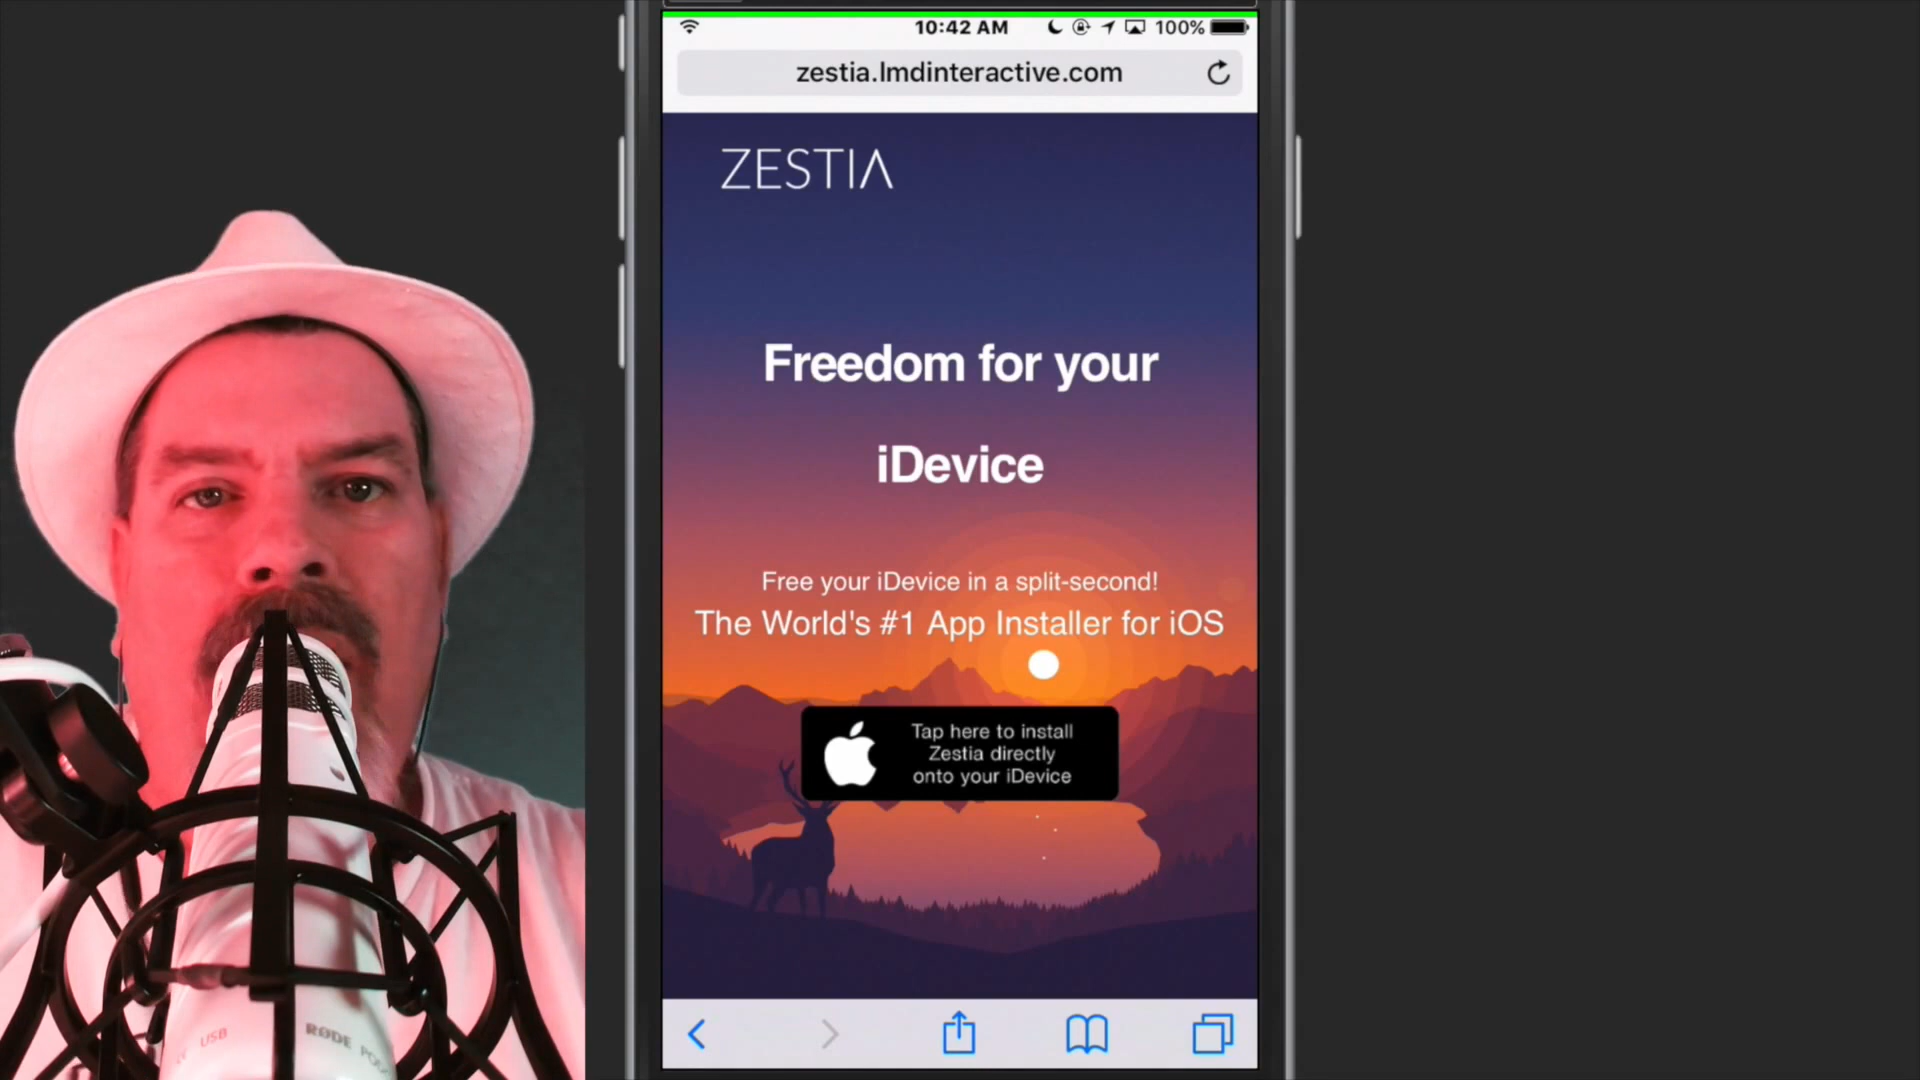 10:42 AM 100%
zestia.lmdinteractive.com
ZESTIA
Freedom for your
iDevice
Free your iDevice in a split-second!
The World's #1 App Installer for iOS
Tap here to install
Zestia directly
onto your iDevice
USB
RØDE